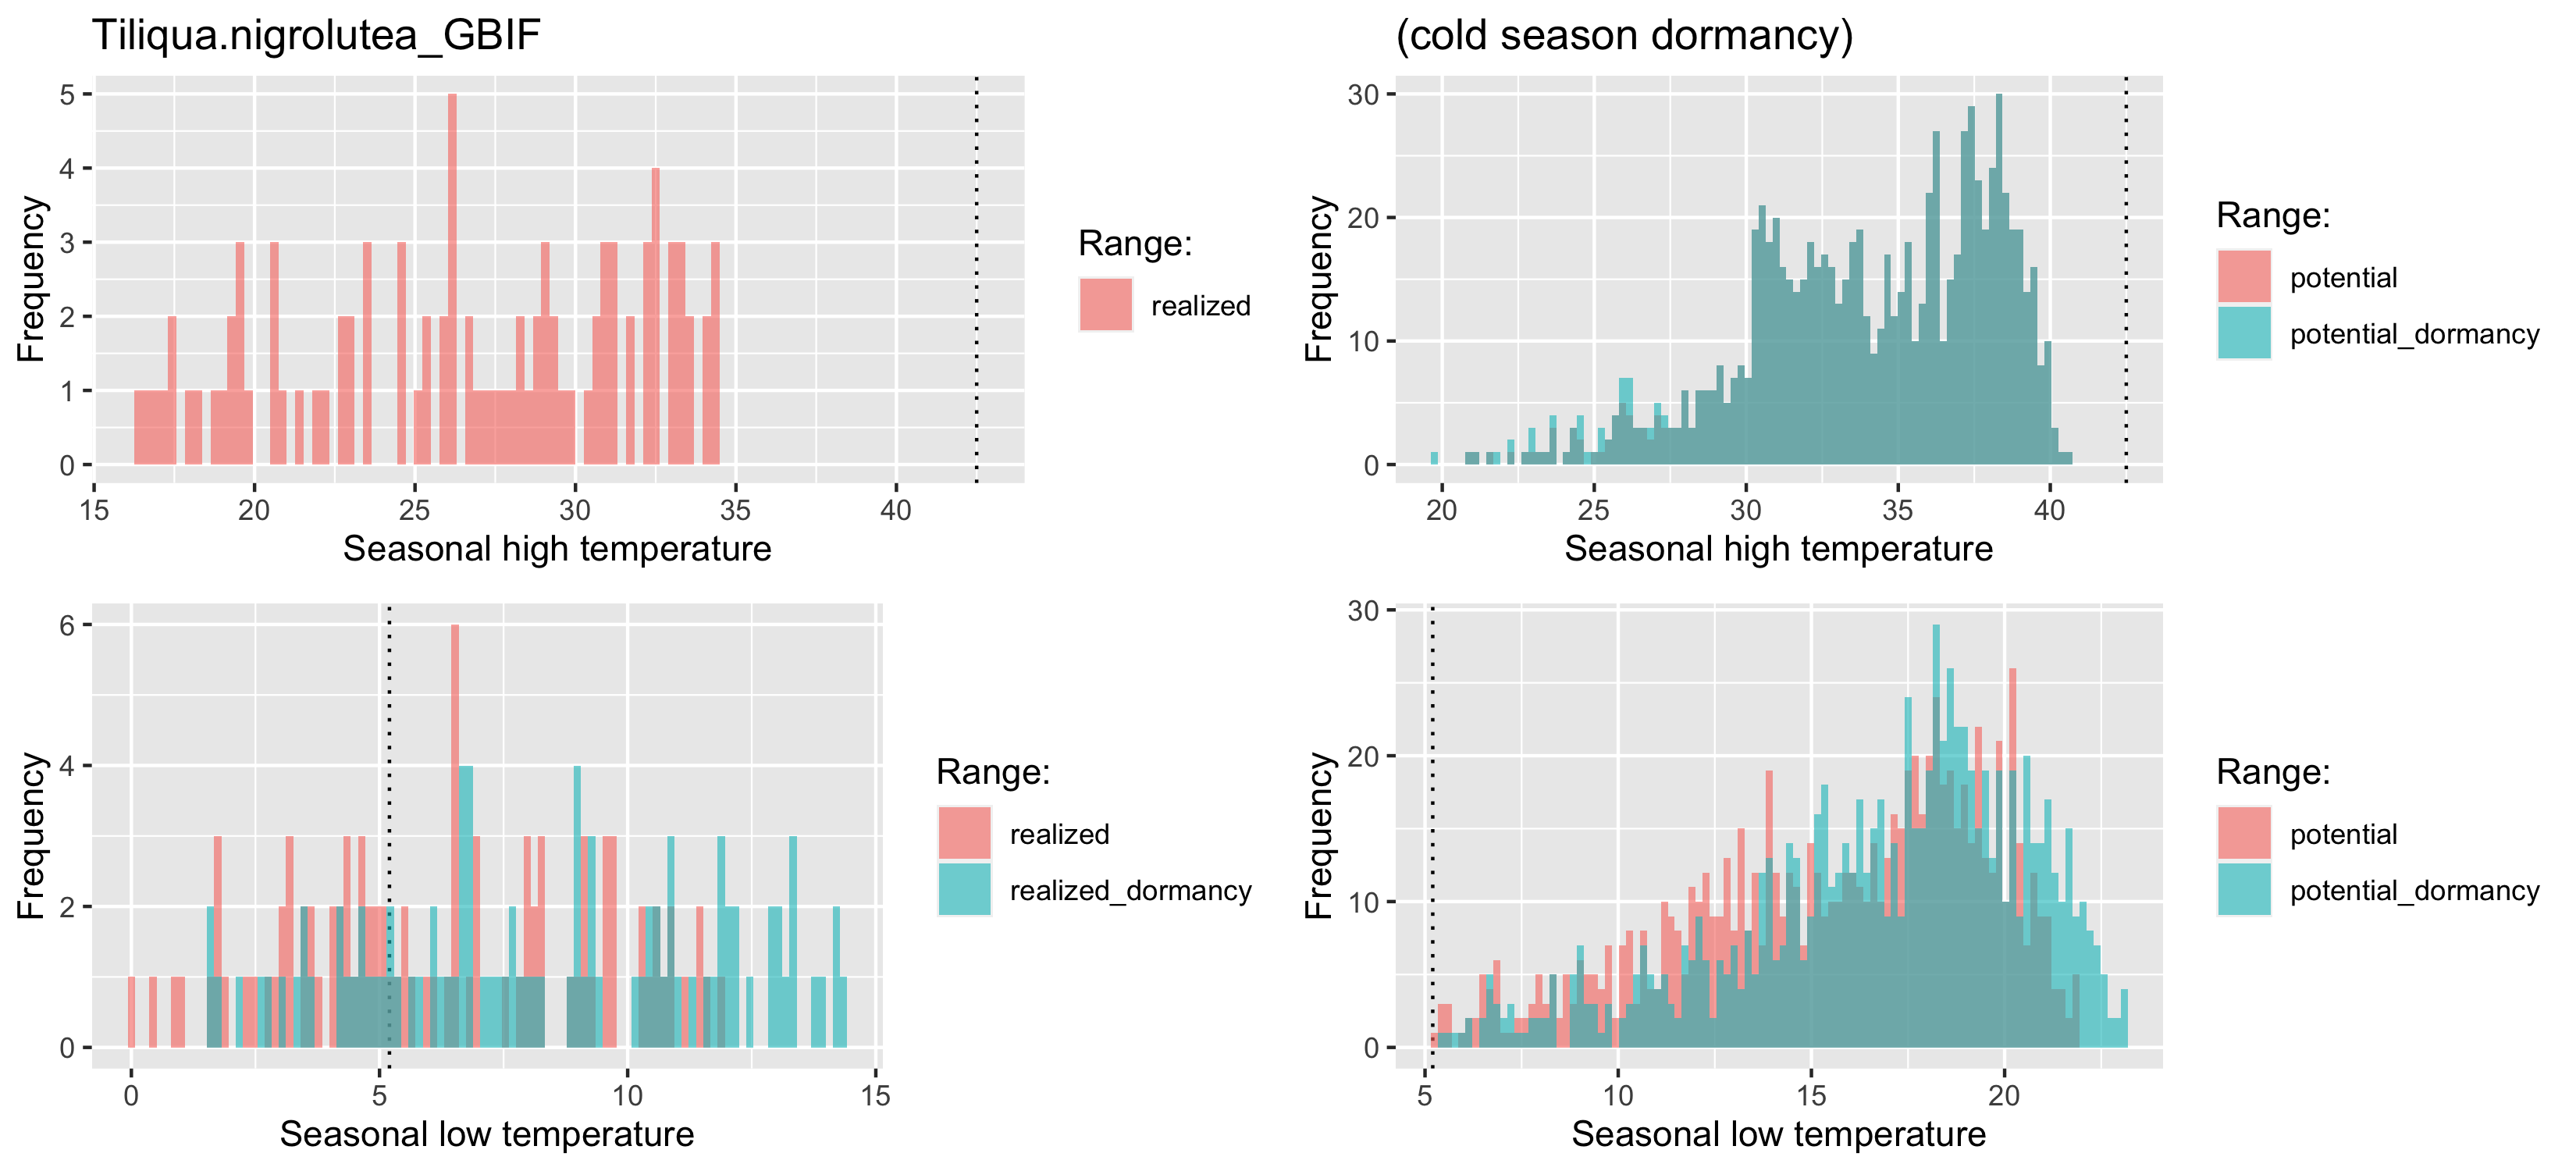 Tiliqua.nigrolutea_GBIF
(cold season dormancy)
Frequency
5
4
3
2
1
0
15 20 25 30 35 40
Seasonal high temperature
Range:
realized
Frequency
30
20
10
0
20 25 30 35 40
Seasonal high temperature
Range:
potential
potential_dormancy
Frequency
6
4
2
0
0 5 10 15
Seasonal low temperature
Range:
realized
realized_dormancy
Frequency
30
20
10
0
5 10 15 20
Seasonal low temperature
Range:
potential
potential_dormancy